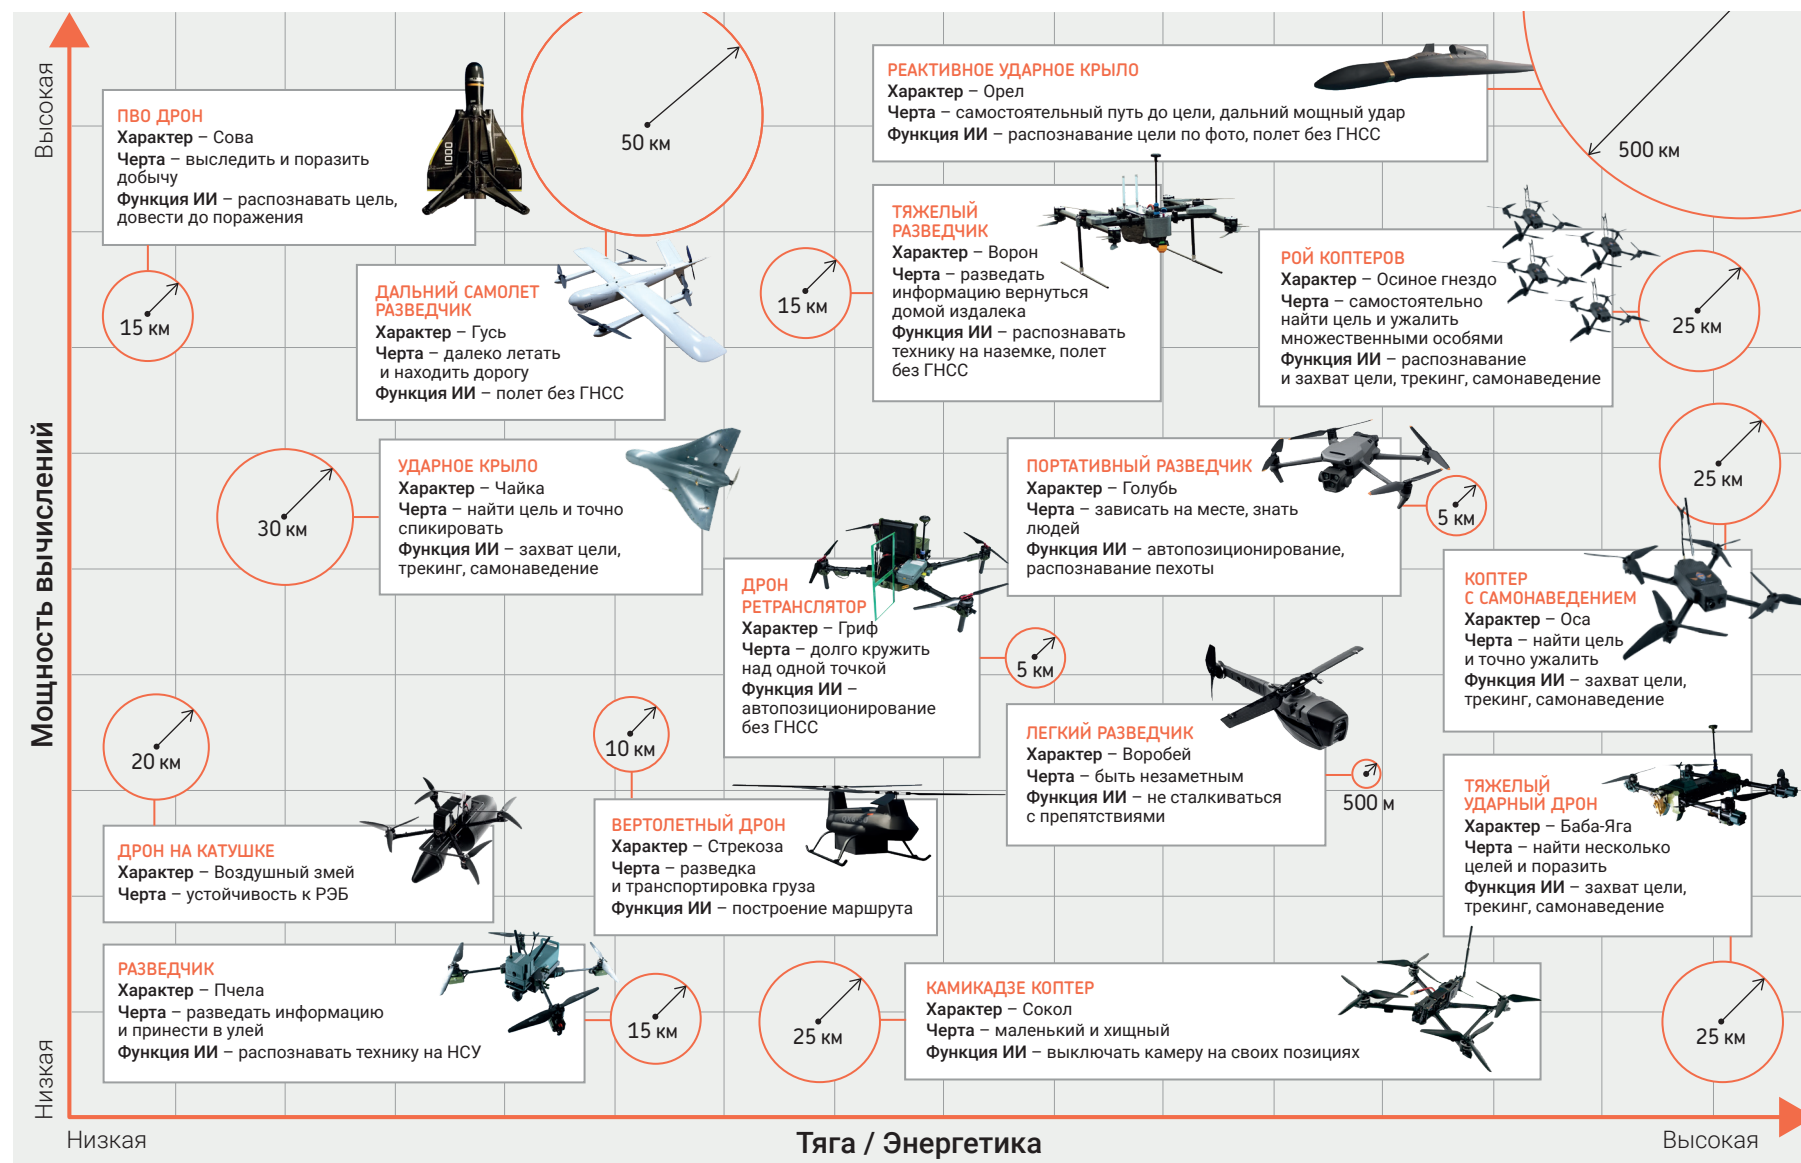 Высокая
Мощность вычислений
Низкая
ПВО ДРОН
Характер – Сова
Черта – выследить и поразить
добычу
Функция ИИ – распознавать цель,
довести до поражения
1000
15 км
50 км
РЕАКТИВНОЕ УДАРНОЕ КРЫЛО
Характер – Орел
Черта – самостоятельный путь до цели, дальний мощный удар
Функция ИИ – распознавание цели по фото, полет без ГНСС
500 км
ДАЛЬНИЙ САМОЛЕТ
РАЗВЕДЧИК
Характер – Гусь
Черта – далеко летать
и находить дорогу
Функция ИИ – полет без ГНСС
15 км
ТЯЖЕЛЫЙ
РАЗВЕДЧИК
Характер – Ворон
Черта – разведать
информацию вернуться
домой издалека
Функция ИИ – распознавать
технику на наземке, полет
без ГНСС
РОЙ КОПТЕРОВ
Характер – Осиное гнездо
Черта – самостоятельно
найти цель и ужалить
множественными особями
Функция ИИ – распознавание
и захват цели, трекинг, самонаведение
25 км
30 км
УДАРНОЕ КРЫЛО
Характер – Чайка
Черта – найти цель и точно
спикировать
Функция ИИ – захват цели,
трекинг, самонаведение
ПОРТАТИВНЫЙ РАЗВЕДЧИК
Характер – Голубь
Черта – зависать на месте, знать
людей
Функция ИИ – автопозиционирование,
распознавание пехоты
5 км
25 км
ДРОН
РЕТРАНСЛЯТОР
Характер – Гриф
Черта – долго кружить
над одной точкой
Функция ИИ –
автопозиционирование
без ГНСС
5 км
КОПТЕР
С САМОНАВЕДЕНИЕМ
Характер – Оса
Черта – найти цель
и точно ужалить
Функция ИИ – захват цели,
трекинг, самонаведение
20 км
10 км
ЛЕГКИЙ РАЗВЕДЧИК
Характер – Воробей
Черта – быть незаметным
Функция ИИ – не сталкиваться
с препятствиями
500 м
ТЯЖЕЛЫЙ
УДАРНЫЙ ДРОН
Характер – Баба-Яга
Черта – найти несколько
целей и поразить
Функция ИИ – захват цели,
трекинг, самонаведение
ДРОН НА КАТУШКЕ
Характер – Воздушный змей
Черта – устойчивость к РЭБ
ВЕРТОЛЕТНЫЙ ДРОН
Характер – Стрекоза
Черта – разведка
и транспортировка груза
Функция ИИ – построение маршрута
РАЗВЕДЧИК
Характер – Пчела
Черта – разведать информацию
и принести в улей
Функция ИИ – распознавать технику на НСУ
15 км
25 км
КАМИКАДЗЕ КОПТЕР
Характер – Сокол
Черта – маленький и хищный
Функция ИИ – выключать камеру на своих позициях
25 км
Низкая
Тяга / Энергетика
Высокая